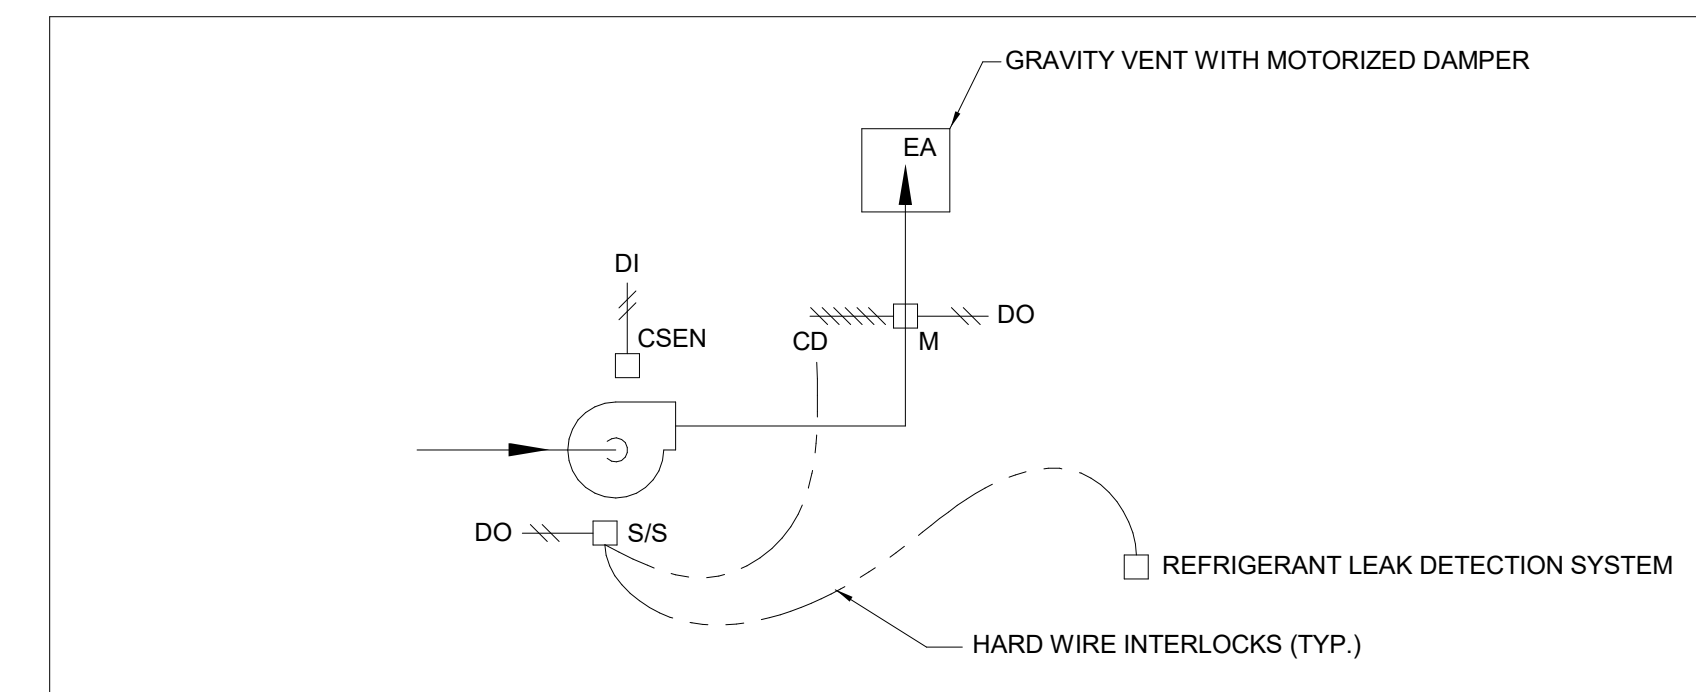 GRAVITY VENT WITH MOTORIZED DAMPER
EA
DI
CSEN
DO
CD
M
DO
S/S
REFRIGERANT LEAK DETECTION SYSTEM
HARD WIRE INTERLOCKS (TYP.)